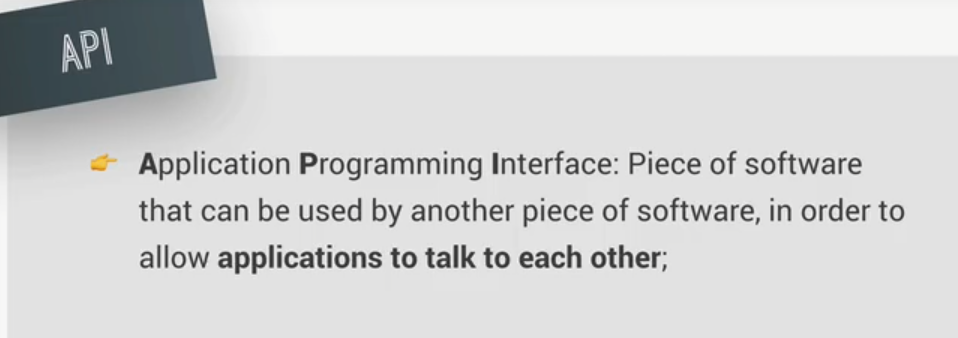 API
👉 Application Programming Interface: Piece of software
that can be used by another piece of software, in order to
allow applications to talk to each other;